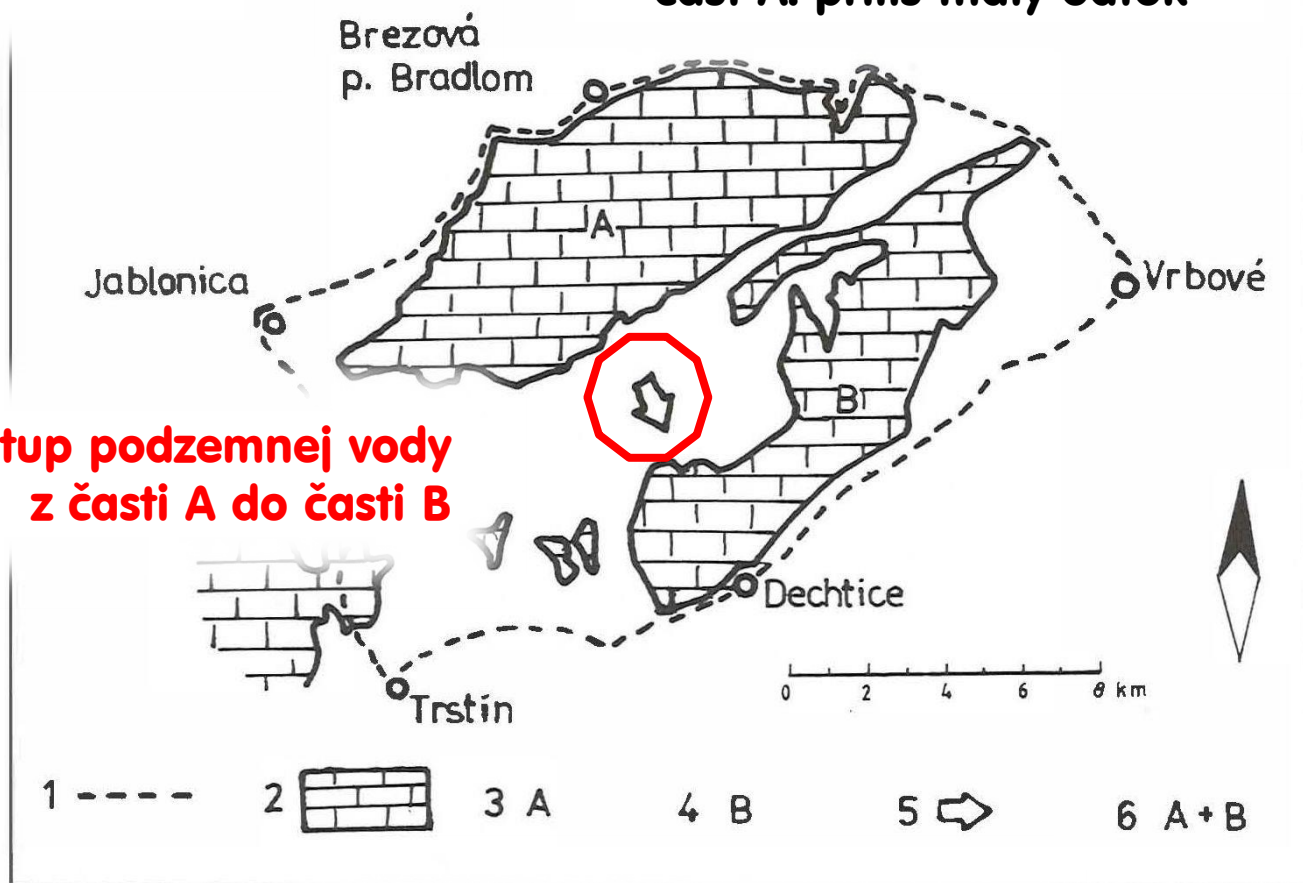 Brezová
p. Bradlom
A
Jablonica
Vrbové
B
tup podzemnej vody
z časti A do časti B
Dechtice
Trstín
0 2 4 6 8 km
1 2 3 A 4 B 5 6 A + B